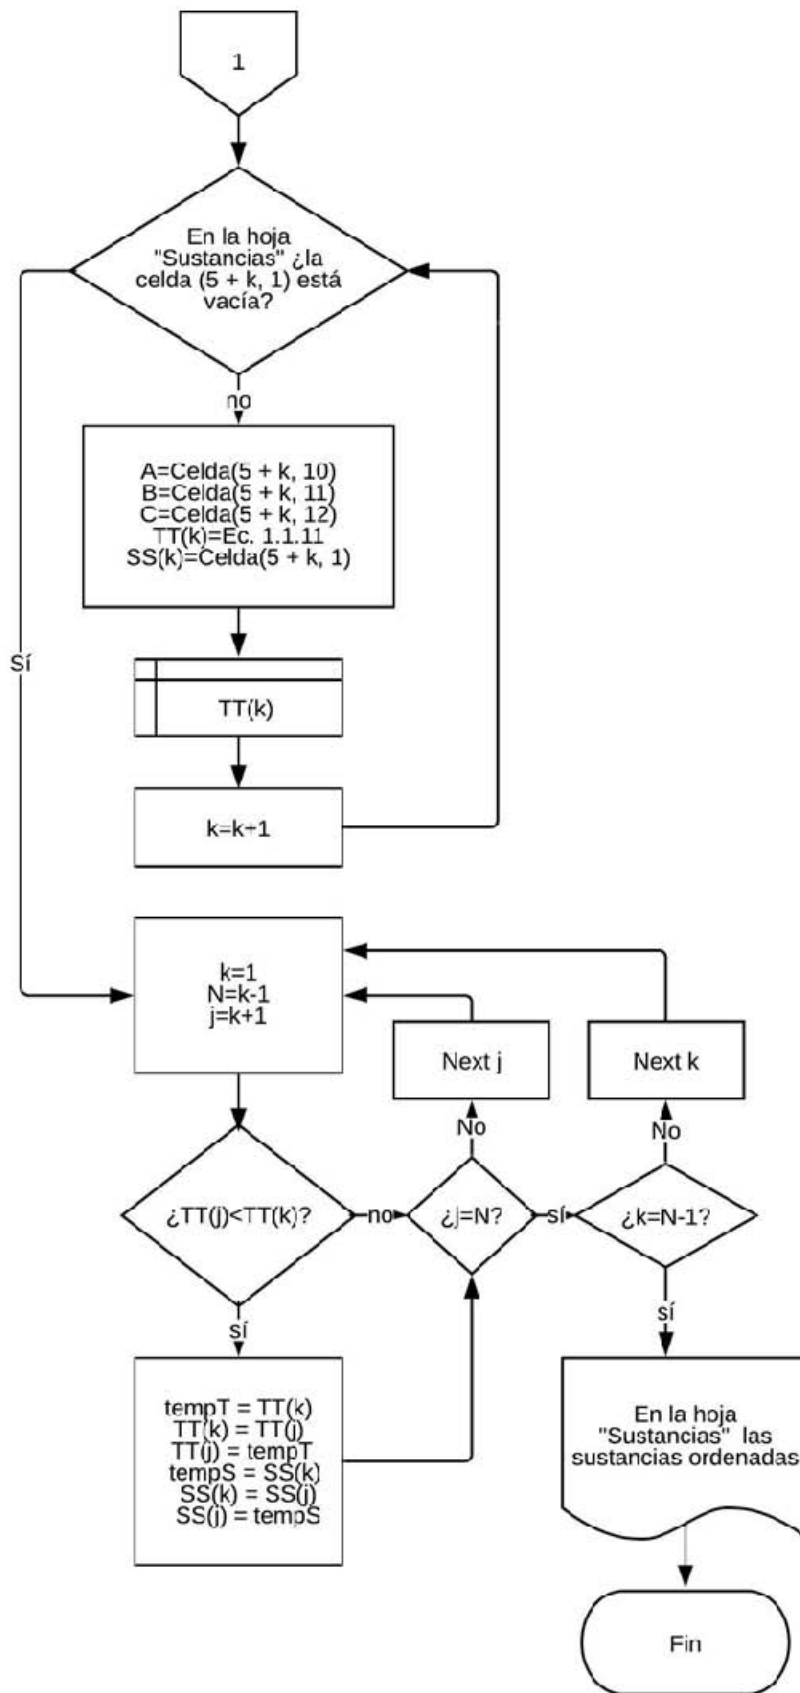 1
En la hoja
"Sustancias" ¿la
celda (5 + k, 1) está
vacía?
no
A=Celda(5 + k, 10)
B=Celda(5 + k, 11)
C=Celda(5 + k, 12)
TT(k)=Ec. 1.1.11
SS(k)=Celda(5 + k, 1)
Sí
TT(k)
k=k+1
k=1
N=k-1
j=k+1
Next j
Next k
No
No
¿TT(j)<TT(k)?
no
¿j=N?
sí
¿k=N-1?
sí
sí
tempT = TT(k)
TT(k) = TT(j)
TT(j) = tempT
tempS = SS(k)
SS(k) = SS(j)
SS(j) = tempS
En la hoja
"Sustancias" las
sustancias ordenadas
Fin